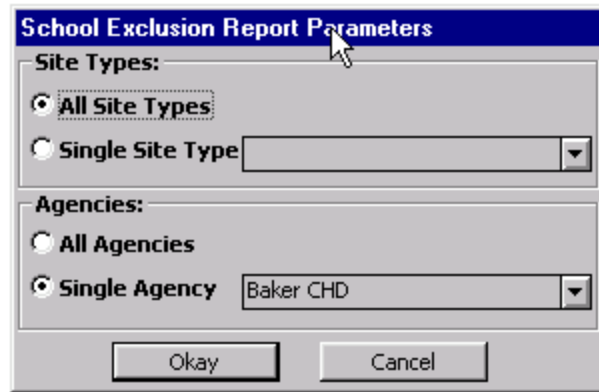 School Exclusion Report Parameters
Site Types:
All Site Types
Single Site Type
Agencies:
All Agencies
Single Agency Baker CHD
Okay Cancel